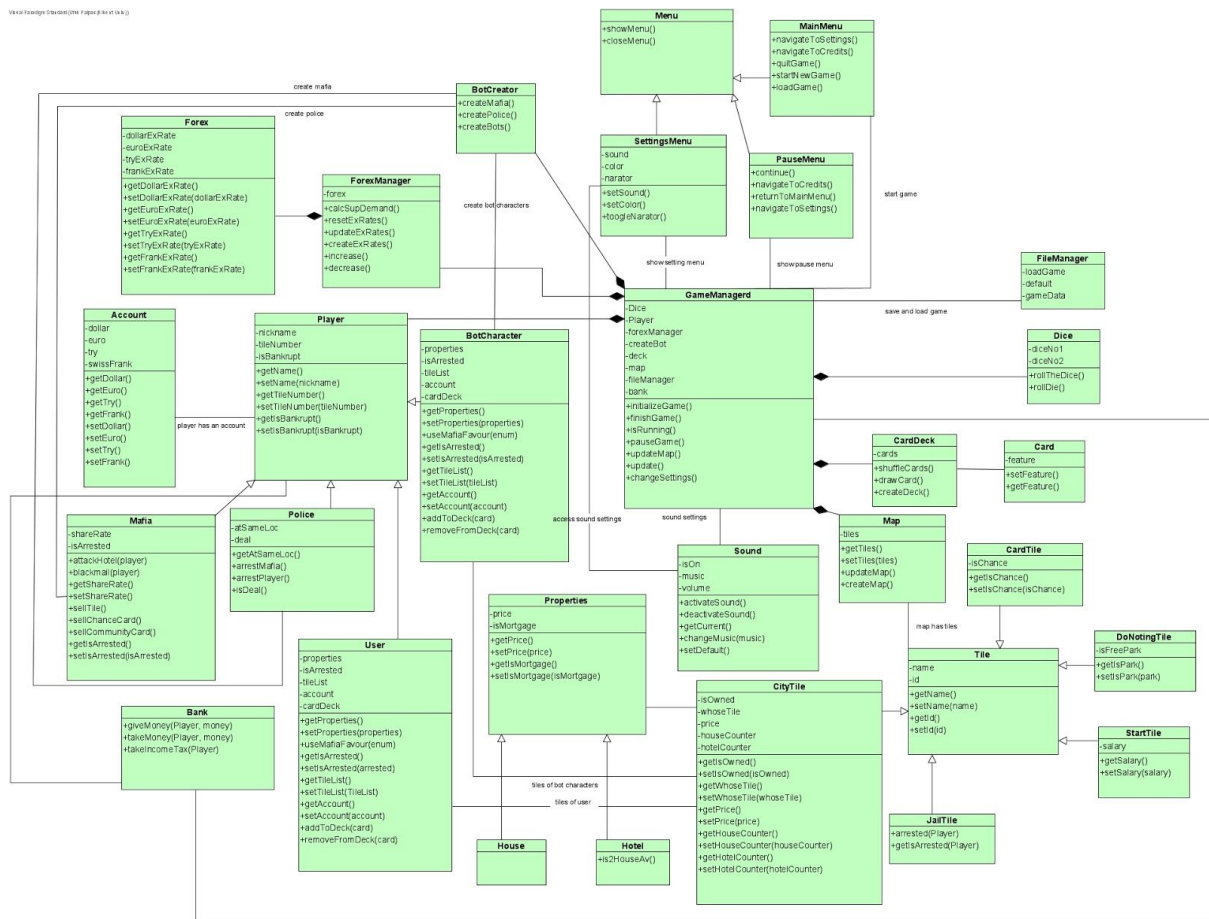 Menu
+showMenu()
+closeMenu()
MainMenu
+navigateToSettings()
+navigateToCredits()
+quitGame()
+startNewGame()
+loadGame()
create mafia
create police
BotCreator
+createMafia()
+createPolice()
+createBots()
Forex
-dollarExRate
-euroExRate
-tryExRate
-frankExRate
+getDollarExRate()
+setDollarExRate(dollarExRate)
+getEuroExRate()
+setEuroExRate(euroExRate)
+getTryExRate()
+setTryExRate(tryExRate)
+getFrankExRate()
+setFrankExRate(frankExRate)
ForexManager
-forex
+calcSupDemand()
+resetExRates()
+updateExRates()
+createExRates()
+increase()
+decrease()
create bot characters
SettingsMenu
-sound
-color
-narator
+setSound()
+setColor()
+toogleNarator()
PauseMenu
+continue()
+navigateToCredits()
+returnToMainMenu()
+navigateToSettings()
start game
show setting menu
show pause menu
FileManager
-loadGame
-default
-gameData
save and load game
GameManagerd
-Dice
-Player
-forexManager
-createBot
-deck
-map
-fileManager
-bank
+initializeGame()
+finishGame()
+isRunning()
+pauseGame()
+updateMap()
+update()
+changeSettings()
Dice
-diceNo1
-diceNo2
+rollTheDice()
+rollDie()
Account
-dollar
-euro
-try
-swissFrank
+getDollar()
+getEuro()
+getTry()
+getFrank()
+setDollar()
+setEuro()
+setTry()
+setFrank()
player has an account
Player
-nickname
-tileNumber
-isBankrupt
+getName()
+setName(nickname)
+getTileNumber()
+setTileNumber(tileNumber)
+getIsBankrupt()
+setIsBankrupt(isBankrupt)
BotCharacter
-properties
-isArrested
-tileList
-account
-cardDeck
+getProperties()
+setProperties(properties)
+useMafiaFavour(enum)
+getIsArrested()
+setIsArrested(isArrested)
+getTileList()
+setTileList(tileList)
+getAccount()
+setAccount(account)
+addToDeck(card)
+removeFromDeck(card)
CardDeck
-cards
+shuffleCards()
+drawCard()
+createDeck()
Card
-feature
+setFeature()
+getFeature()
access sound settings
sound settings
Mafia
-shareRate
-isArrested
+attackHotel(player)
+blackmail(player)
+getShareRate()
+setShareRate()
+sellTile()
+sellChanceCard()
+sellCommunityCard()
+getIsArrested()
+setIsArrested(isArrested)
Police
-atSameLoc
-deal
+getAtSameLoc()
+arrestMafia()
+arrestPlayer()
+isDeal()
Map
-tiles
+getTiles()
+setTiles(tiles)
+updateMap()
+createMap()
map has tiles
CardTile
-isChance
+getIsChance()
+setIsChance(isChance)
Sound
-isOn
-music
-volume
+activateSound()
+deactivateSound()
+getCurrent()
+changeMusic(music)
+setDefault()
Properties
-price
-isMortgage
+getPrice()
+setPrice(price)
+getIsMortgage()
+setIsMortgage(isMortgage)
User
-properties
-isArrested
-tileList
-account
-cardDeck
+getProperties()
+setProperties(properties)
+useMafiaFavour(enum)
+getIsArrested()
+setIsArrested(arrested)
+getTileList()
+setTileList(TileList)
+getAccount()
+setAccount(account)
+addToDeck(card)
+removeFromDeck(card)
DoNotingTile
-isFreePark
+getIsPark()
+setIsPark(park)
Tile
-name
-id
+getName()
+setName(name)
+getId()
+setId(id)
CityTile
-isOwned
-whoseTile
-price
-houseCounter
-hotelCounter
+getIsOwned()
+setIsOwned(isOwned)
+getWhoseTile()
+setWhoseTile(whoseTile)
+getPrice()
+setPrice(price)
+getHouseCounter()
+setHouseCounter(houseCounter)
+getHotelCounter()
+setHotelCounter(hotelCounter)
Bank
+giveMoney(Player, money)
+takeMoney(Player, money)
+takeIncomeTax(Player)
StartTile
-salary
+getSalary()
+setSalary(salary)
tiles of bot characters
tiles of user
JailTile
+arrested(Player)
+getIsArrested(Player)
House
Hotel
+is2HouseAv()